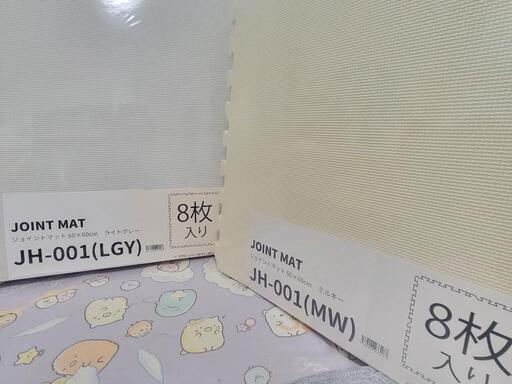 JOINT MAT
ジョイントマット 60×60cm ライトグレー
JH-001(LGY)
8枚
入り
JOINT MAT
ジョイントマット 60×60cm ミルキー
JH-001(MW)
8枚
入り